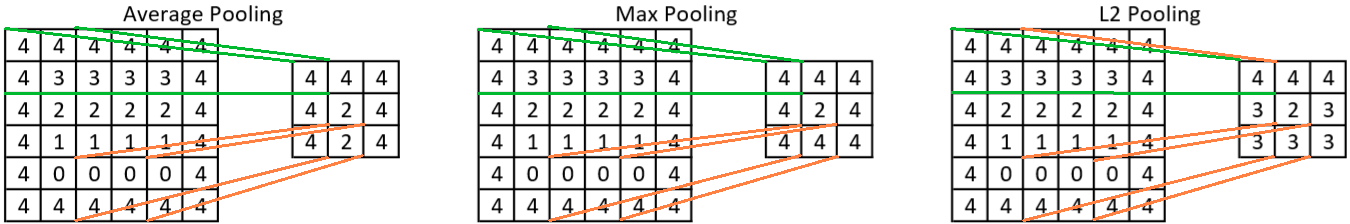 Average Pooling Max Pooling L2 Pooling
4 4 4 4 4 4 4 4 4 4 4 4 4 4 4 4 4 4
4 3 3 3 3 4 4 4 4 4 3 3 3 3 4 4 4 4 4 3 3 3 3 4 4 4 4
4 2 2 2 2 4 4 2 4 4 2 2 2 2 4 4 2 4 4 2 2 2 2 4 3 2 3
4 1 1 1 1 4 4 2 4 4 1 1 1 1 4 4 4 4 4 1 1 1 1 4 3 3 3
4 0 0 0 0 4 4 0 0 0 0 4 4 0 0 0 0 4
4 4 4 4 4 4 4 4 4 4 4 4 4 4 4 4 4 4